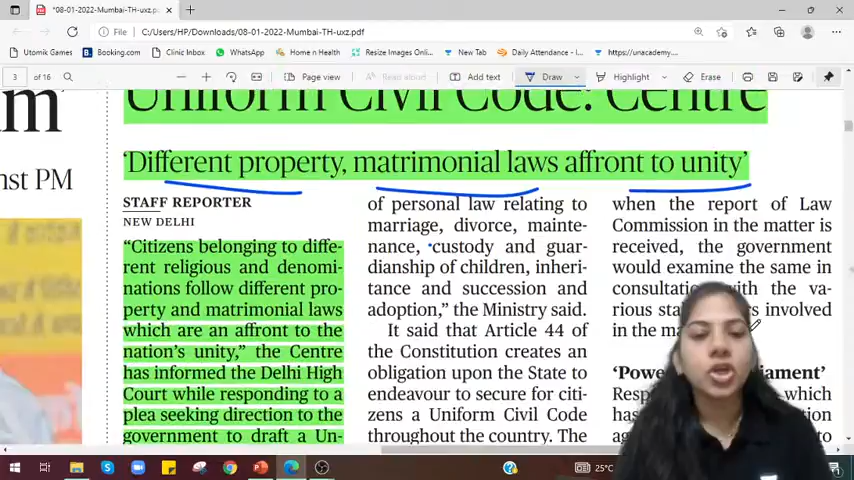 *08-01-2022-Mumbai-TH-uxz.p
File
C:/Users/HP/Downloads/08-01-2022-Mumbai-TH-uxz.pdf
Utomik Games
Booking.com
Clinic Inbox
WhatsApp
Home n Health
Resize Images Onli...
New Tab
Daily Attendance - I...
https://unacademy....
3 of 16
Page view
Read aloud
Add text
Draw
Highlight
Erase
Uniform Civil Code: Centre
'Different property, matrimonial laws affront to unity'
nst PM
STAFF REPORTER
NEW DELHI
"Citizens belonging to diffe-
rent religious and denomi-
nations follow different pro-
perty and matrimonial laws
which are an affront to the
nation's unity," the Centre
has informed the Delhi High
Court while responding to a
plea seeking direction to the
government to draft a Un-
of personal law relating to
marriage, divorce, mainte-
nance, custody and guar-
dianship of children, inheri-
tance and succession and
adoption," the Ministry said.
It said that Article 44 of
the Constitution creates an
obligation upon the State to
endeavour to secure for citi-
zens a Uniform Civil Code
throughout the country. The
when the report of Law
Commission in the matter is
received, the government
would examine the same in
consultation with the va-
rious involved
in the
'Power
which
has
to
25°C